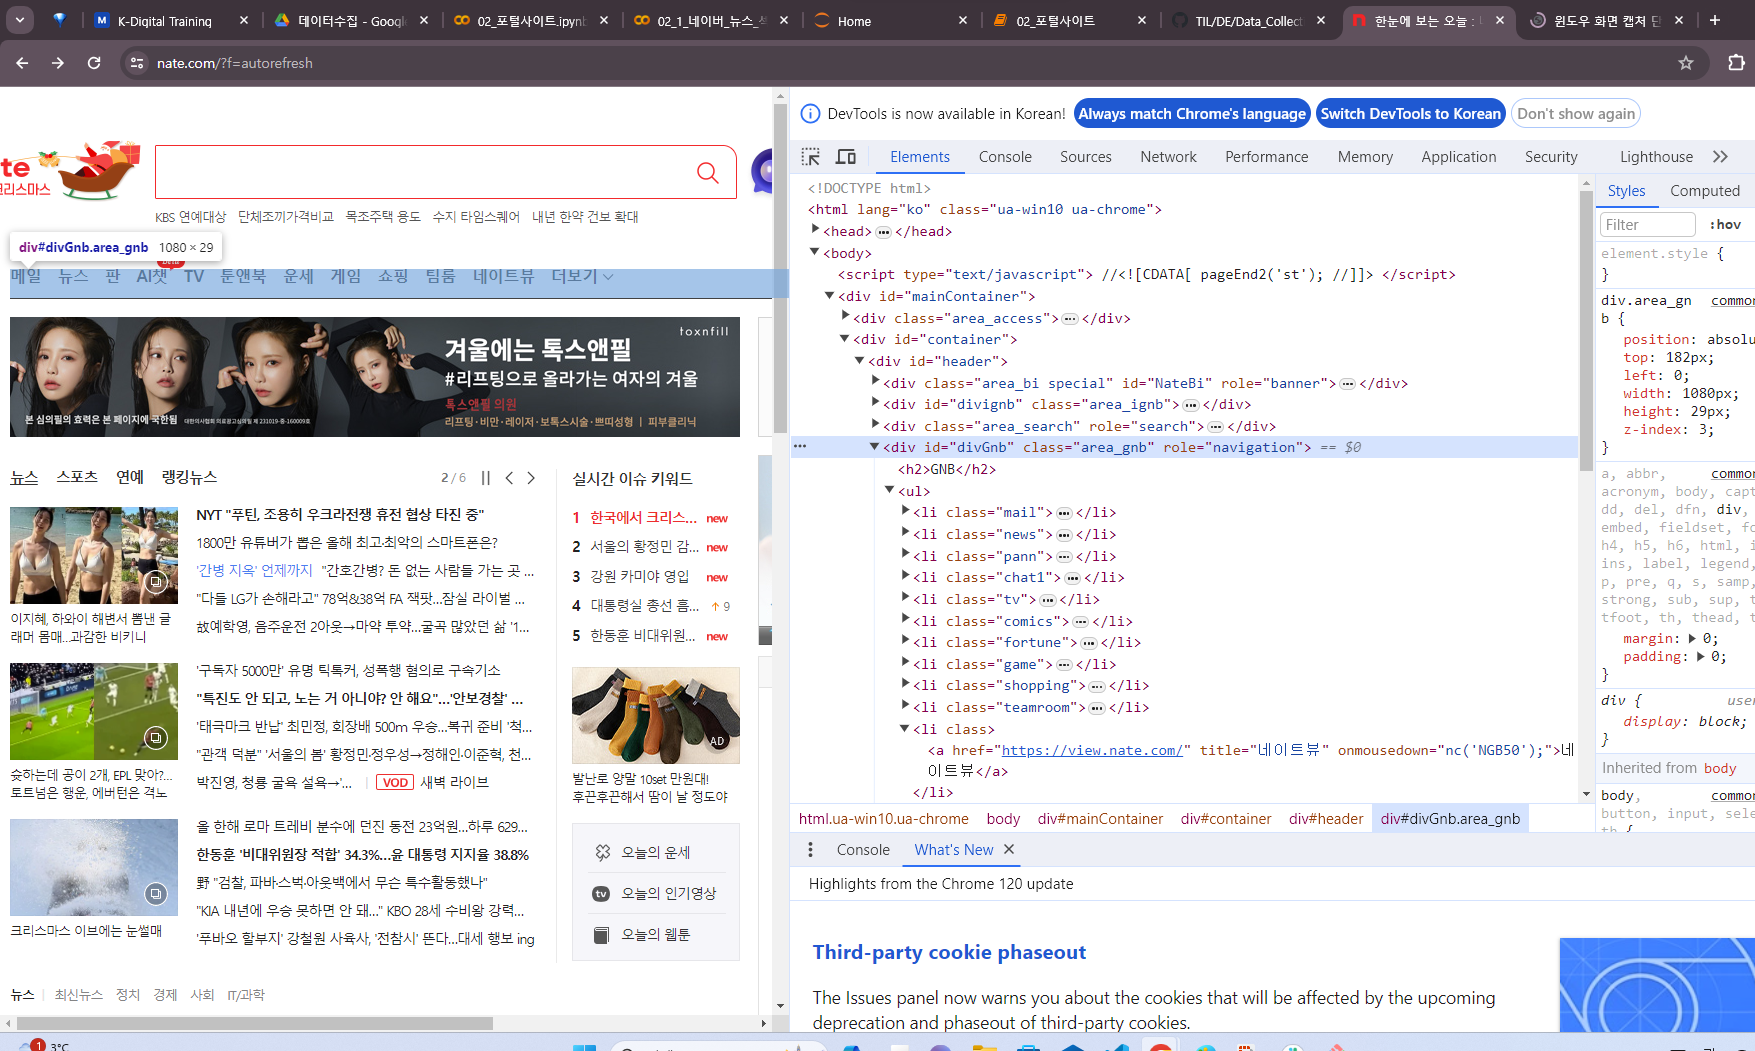 K-Digital Training
데이터수집 - Google
02_포털사이트.ipynb
02_1_네이버_뉴스_
Home
02_포털사이트
TIL/DE/Data_Collect
한눈에 보는 오늘 :
윈도우 화면 캡처 단
nate.com/?f=autorefresh
te
크리스마스
KBS 연예대상 단체조끼가격비교 목조주택 용도 수지 타임스퀘어 내년 한약 건보 확대
div#divGnb.area_gnb 1080 × 29
메일 뉴스 판 AI챗 TV 툰앤북 운세 게임 쇼핑 팀룸 네이트뷰 더보기
toxnfill
겨울에는 톡스앤필
#리프팅으로 올라가는 여자의 겨울
톡스앤필 의원
리프팅·비만·레이저·보톡스시술·쁘띠성형 | 피부클리닉
본 심의필의 효력은 본 페이지에 국한됨
뉴스 스포츠 연예 랭킹뉴스 2/6
NYT "푸틴, 조용히 우크라전쟁 휴전 협상 타진 중"
1800만 유튜버가 뽑은 올해 최고·최악의 스마트폰은?
'간병 지옥' 언제까지 "간호간병? 돈 없는 사람들 가는 곳 ...
"다들 LG가 손해라고" 78억&38억 FA 잭팟...잠실 라이벌 ...
故예학영, 음주운전 2아웃→마약 투약...굴곡 많았던 삶 '1...
이지혜, 하와이 해변서 뽐낸 글
래머 몸매...과감한 비키니
'구독자 5000만' 유명 틱톡커, 성폭행 혐의로 구속기소
"특진도 안 되고, 노는 거 아니야? 안 해요"...'안보경찰' ...
'태극마크 반납' 최민정, 회장배 500m 우승...복귀 준비 '척...
"관객 덕분" '서울의 봄' 황정민·정우성→정해인·이준혁, 천...
박진영, 청룡 굴욕 설욕→'... VOD 새벽 라이브
슛하는데 공이 2개, EPL 맞아?...
토트넘은 행운, 에버턴은 격노
올 한해 로마 트레비 분수에 던진 동전 23억원...하루 629...
한동훈 '비대위원장 적합' 34.3%...윤 대통령 지지율 38.8%
野 "검찰, 파바·스벅·아웃백에서 무슨 특수활동했나"
"KIA 내년에 우승 못하면 안 돼..." KBO 28세 수비왕 강력...
'푸바오 할부지' 강철원 사육사, '전참시' 뜬다...대세 행보 ing
크리스마스 이브에는 눈썰매
뉴스 최신뉴스 정치 경제 사회 IT/과학
실시간 이슈 키워드
1 한국에서 크리스... new
2 서울의 황정민 감... new
3 강원 카미야 영입 new
4 대통령실 총선 흠... ↑ 9
5 한동훈 비대위원... new
AD
발난로 양말 10set 만원대!
후끈후끈해서 땀이 날 정도야
오늘의 운세
tv 오늘의 인기영상
오늘의 웹툰
DevTools is now available in Korean! Always match Chrome's language Switch DevTools to Korean Don't show again
Elements Console Sources Network Performance Memory Application Security Lighthouse
<!DOCTYPE html>
<html lang="ko" class="ua-win10 ua-chrome">
<head> ... </head>
<body>
<script type="text/javascript"> //<![CDATA[ pageEnd2('st'); //]]> </script>
<div id="mainContainer">
<div class="area_access"> ... </div>
<div id="container">
<div id="header">
<div class="area_bi special" id="NateBi" role="banner"> ... </div>
<div id="divignb" class="area_ignb"> ... </div>
<div class="area_search" role="search"> ... </div>
<div id="divGnb" class="area_gnb" role="navigation"> == $0
<h2>GNB</h2>
<ul>
<li class="mail"> ... </li>
<li class="news"> ... </li>
<li class="pann"> ... </li>
<li class="chat1"> ... </li>
<li class="tv"> ... </li>
<li class="comics"> ... </li>
<li class="fortune"> ... </li>
<li class="game"> ... </li>
<li class="shopping"> ... </li>
<li class="teamroom"> ... </li>
<li class>
<a href="https://view.nate.com/" title="네이트뷰" onmousedown="nc('NGB50');">네
이트뷰</a>
</li>
html.ua-win10.ua-chrome body div#mainContainer div#container div#header div#divGnb.area_gnb
Styles Computed
Filter :hov
element.style {
}
div.area_gn common
b {
position: absolu
top: 182px;
left: 0;
width: 1080px;
height: 29px;
z-index: 3;
}
a, abbr, common
acronym, body, capt
dd, del, dfn, div,
embed, fieldset, fo
h4, h5, h6, html, i
ins, label, legend,
p, pre, q, s, samp,
strong, sub, sup, t
tfoot, th, thead, t
margin: 0;
padding: 0;
}
div { user
display: block;
}
Inherited from body
body, common
button, input, sele
th {
Console What's New
Highlights from the Chrome 120 update
Third-party cookie phaseout
The Issues panel now warns you about the cookies that will be affected by the upcoming
deprecation and phaseout of third-party cookies.
1 3°C